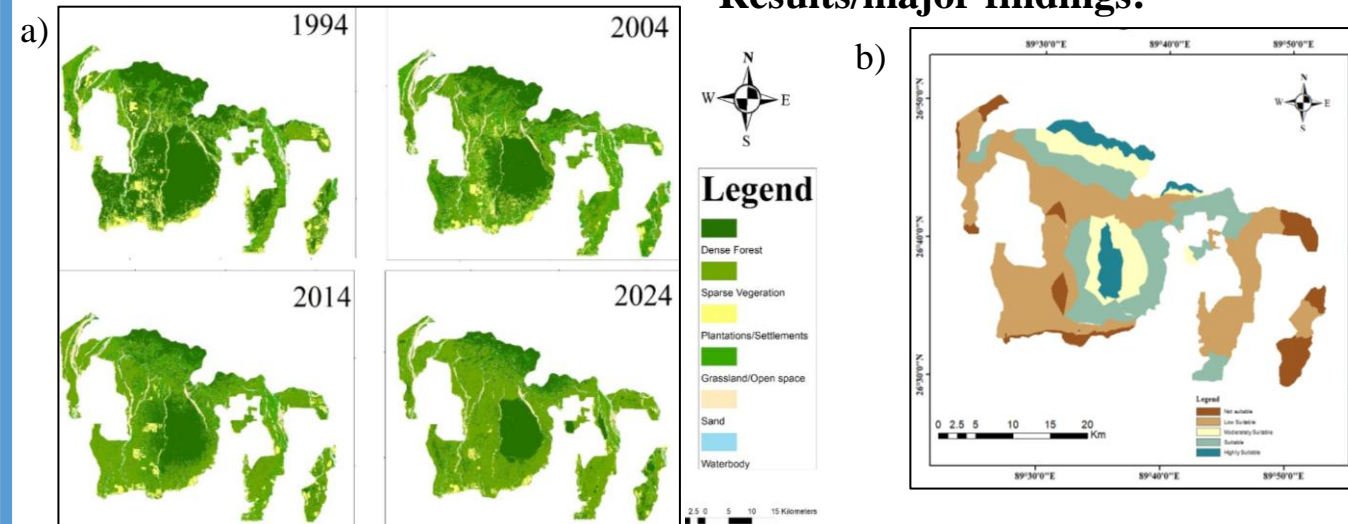 Results/major findings:
a)
1994
2004
2014
2024
N
W E
S
Legend
Dense Forest
Sparse Vegeration
Plantations/Settlements
Grassland/Open space
Sand
Waterbody
2.5 0 5 10 15 Kilometers
b)
89°30'0"E 89°40'0"E 89°50'0"E
N
W E
S
26°50'0"N
26°40'0"N
26°30'0"N
Legend
Not suitable
Low Suitable
Moderately Suitable
Suitable
Highly Suitable
0 2.5 5 10 15 20
Km
89°30'0"E 89°40'0"E 89°50'0"E